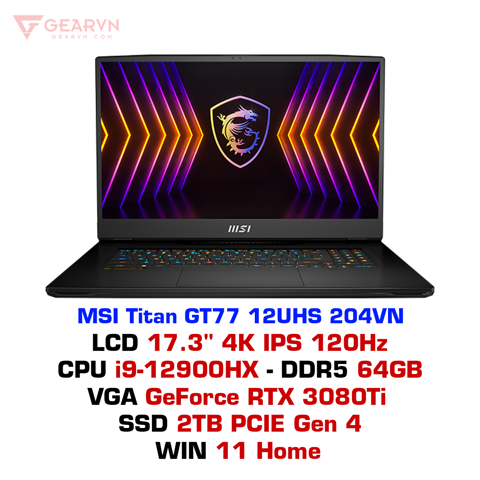 GEARVN
GEARVN.COM
msi
MSI Titan GT77 12UHS 204VN
LCD 17.3" 4K IPS 120Hz
CPU i9-12900HX - DDR5 64GB
VGA GeForce RTX 3080Ti
SSD 2TB PCIE Gen 4
WIN 11 Home